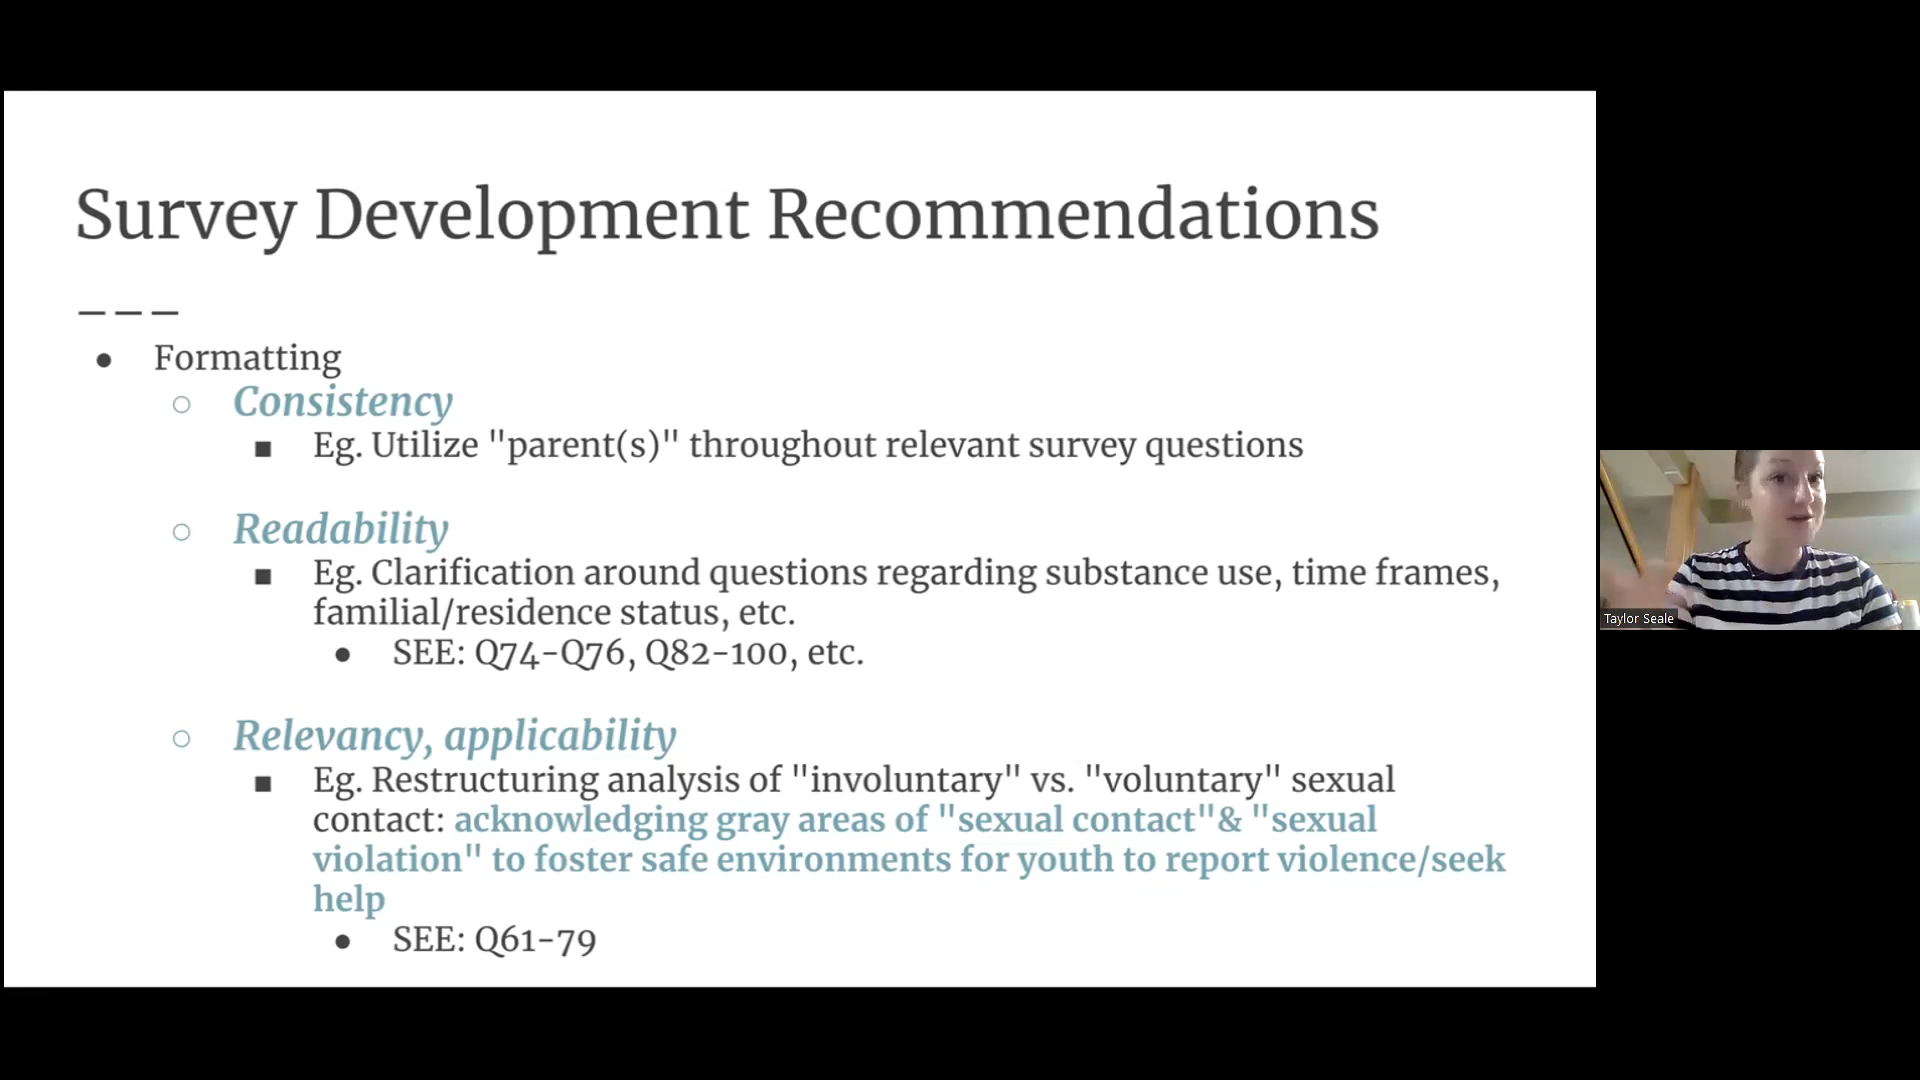 Survey Development Recommendations
–––
● Formatting
○ Consistency
■ Eg. Utilize "parent(s)" throughout relevant survey questions
○ Readability
■ Eg. Clarification around questions regarding substance use, time frames,
familial/residence status, etc.
● SEE: Q74-Q76, Q82-100, etc.
○ Relevancy, applicability
■ Eg. Restructuring analysis of "involuntary" vs. "voluntary" sexual
contact: acknowledging gray areas of "sexual contact"& "sexual
violation" to foster safe environments for youth to report violence/seek
help
● SEE: Q61-79
Taylor Seale